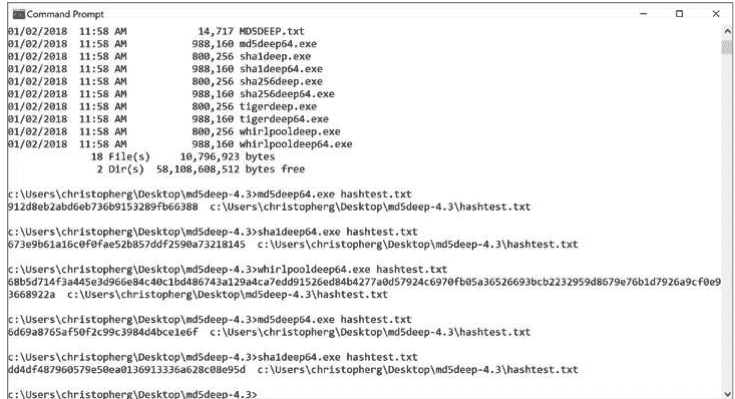 Command Prompt
01/02/2018 11:58 AM 14,717 MD5DEEP.txt
01/02/2018 11:58 AM 988,160 md5deep64.exe
01/02/2018 11:58 AM 800,256 sha1deep.exe
01/02/2018 11:58 AM 988,160 sha1deep64.exe
01/02/2018 11:58 AM 800,256 sha256deep.exe
01/02/2018 11:58 AM 988,160 sha256deep64.exe
01/02/2018 11:58 AM 800,256 tigerdeep.exe
01/02/2018 11:58 AM 988,160 tigerdeep64.exe
01/02/2018 11:58 AM 800,256 whirlpooldeep.exe
01/02/2018 11:58 AM 988,160 whirlpooldeep64.exe
18 File(s) 10,796,923 bytes
2 Dir(s) 58,108,608,512 bytes free
c:\Users\christopherg\Desktop\md5deep-4.3>md5deep64.exe hashtest.txt
912d8eb2abd6eb736b9153289fb66388 c:\Users\christopherg\Desktop\md5deep-4.3\hashtest.txt
c:\Users\christopherg\Desktop\md5deep-4.3>sha1deep64.exe hashtest.txt
673e9b61a16c0f0fae52b857ddf2590a73218145 c:\Users\christopherg\Desktop\md5deep-4.3\hashtest.txt
c:\Users\christopherg\Desktop\md5deep-4.3>whirlpooldeep64.exe hashtest.txt
68b5d714f3a445e3d966e84c40c1bd486743a129a4ca7edd91526ed84b4277a0d57924c6970fb05a36526693bcb2232959d8679e76b1d7926a9cf0e9
3668922a c:\Users\christopherg\Desktop\md5deep-4.3\hashtest.txt
c:\Users\christopherg\Desktop\md5deep-4.3>md5deep64.exe hashtest.txt
6d69a8765af50f2c99c3984d4bce1e6f c:\Users\christopherg\Desktop\md5deep-4.3\hashtest.txt
c:\Users\christopherg\Desktop\md5deep-4.3>sha1deep64.exe hashtest.txt
dd4df487960579e50ea0136913336a628c08e95d c:\Users\christopherg\Desktop\md5deep-4.3\hashtest.txt
c:\Users\christopherg\Desktop\md5deep-4.3>